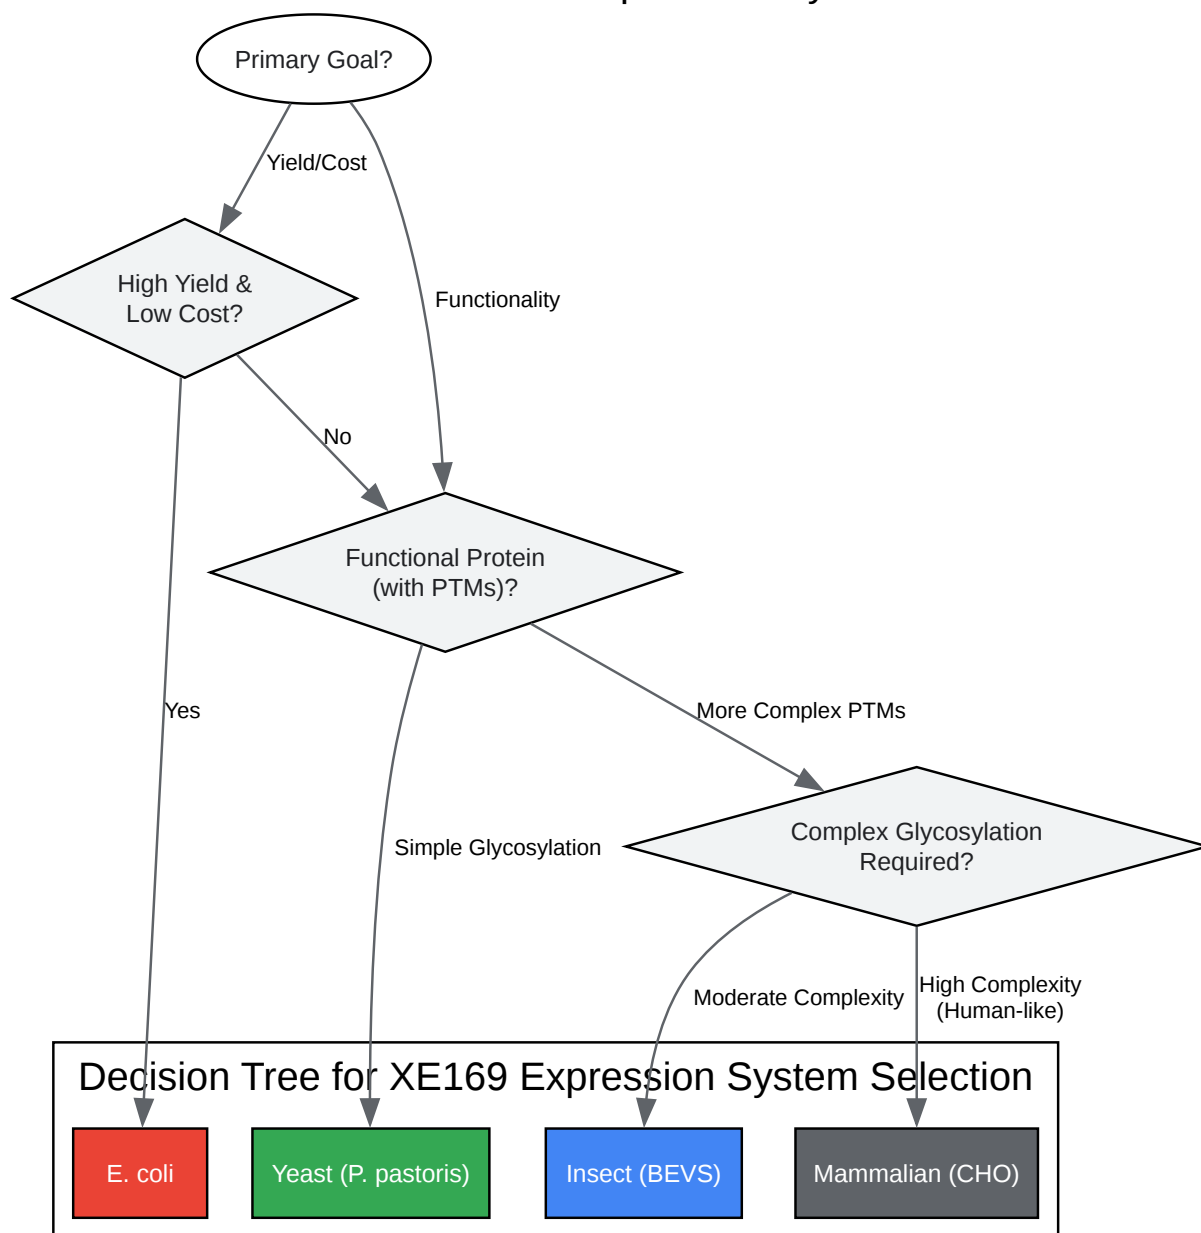 Primary Goal?
Yield/Cost
High Yield &
Low Cost?
Functionality
No
Functional Protein
(with PTMs)?
Yes
More Complex PTMs
Simple Glycosylation
Complex Glycosylation
Required?
Moderate Complexity
High Complexity
(Human-like)
Decision Tree for XE169 Expression System Selection
E. coli
Yeast (P. pastoris)
Insect (BEVS)
Mammalian (CHO)